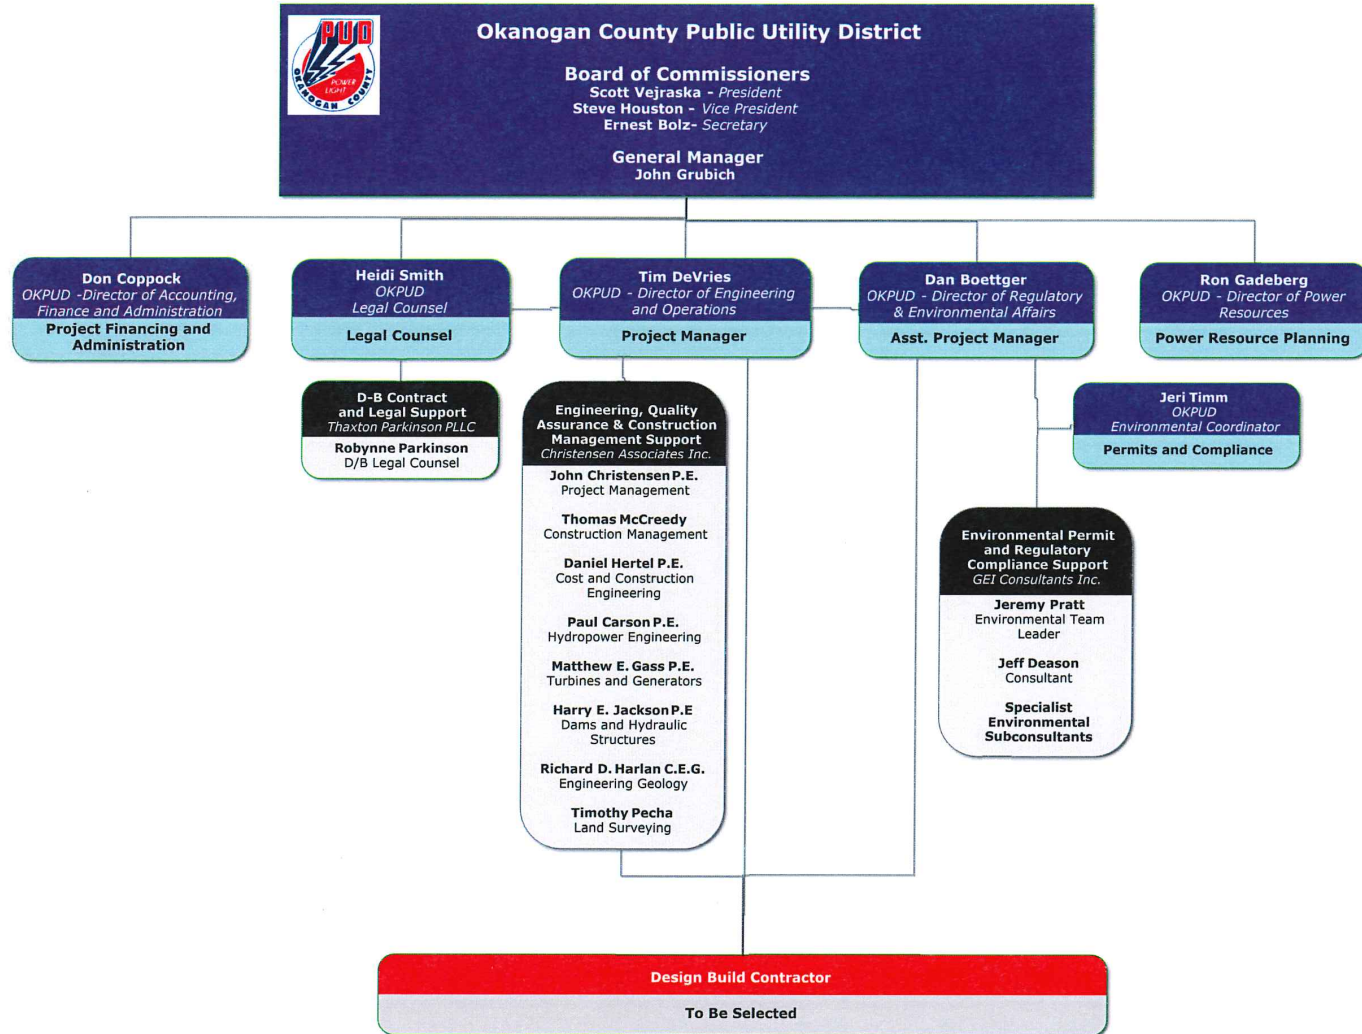 PUD
POWER
LIGHT
OKANOGAN COUNTY
Okanogan County Public Utility District
Board of Commissioners
Scott Vejraska - President
Steve Houston - Vice President
Ernest Bolz- Secretary
General Manager
John Grubich
Don Coppock
OKPUD -Director of Accounting,
Finance and Administration
Project Financing and
Administration
Heidi Smith
OKPUD
Legal Counsel
Legal Counsel
Tim DeVries
OKPUD - Director of Engineering
and Operations
Project Manager
Dan Boettger
OKPUD - Director of Regulatory
& Environmental Affairs
Asst. Project Manager
Ron Gadeberg
OKPUD - Director of Power
Resources
Power Resource Planning
D-B Contract
and Legal Support
Thaxton Parkinson PLLC
Robynne Parkinson
D/B Legal Counsel
Engineering, Quality
Assurance & Construction
Management Support
Christensen Associates Inc.
John Christensen P.E.
Project Management
Thomas McCreedy
Construction Management
Daniel Hertel P.E.
Cost and Construction
Engineering
Paul Carson P.E.
Hydropower Engineering
Matthew E. Gass P.E.
Turbines and Generators
Harry E. Jackson P.E
Dams and Hydraulic
Structures
Richard D. Harlan C.E.G.
Engineering Geology
Timothy Pecha
Land Surveying
Jeri Timm
OKPUD
Environmental Coordinator
Permits and Compliance
Environmental Permit
and Regulatory
Compliance Support
GEI Consultants Inc.
Jeremy Pratt
Environmental Team
Leader
Jeff Deason
Consultant
Specialist
Environmental
Subconsultants
Design Build Contractor
To Be Selected